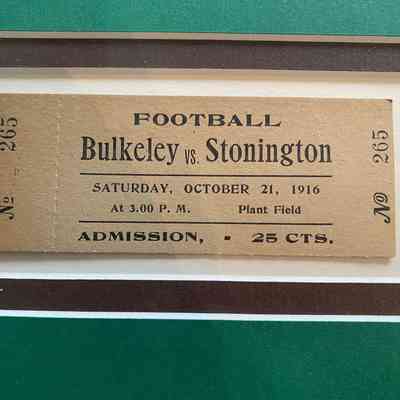 FOOTBALL
Bulkeley vs. Stonington
SATURDAY, OCTOBER 21, 1916
At 3.00 P. M. Plant Field
ADMISSION, - 25 CTS.
No 265
No 265